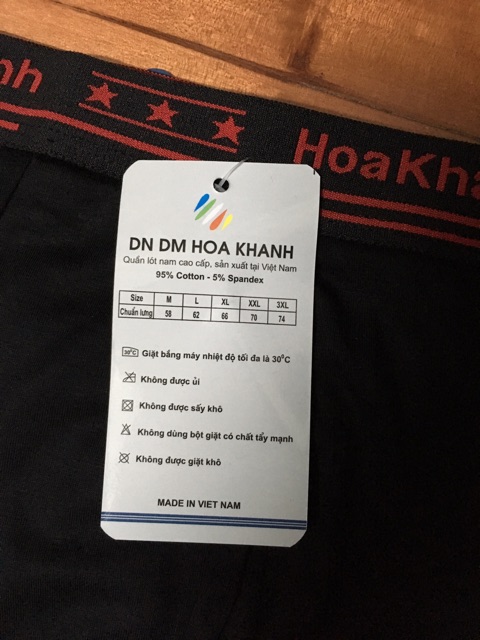 nh
HoaKha
DN DM HOA KHANH
Quần lót nam cao cấp, sản xuất tại Việt Nam
95% Cotton - 5% Spandex
Size M L XL XXL 3XL
Chuẩn lưng 58 62 66 70 74
30°C Giặt bằng máy nhiệt độ tối đa là 30°C
Không được ủi
Không được sấy khô
Không dùng bột giặt có chất tẩy mạnh
Không được giặt khô
MADE IN VIET NAM